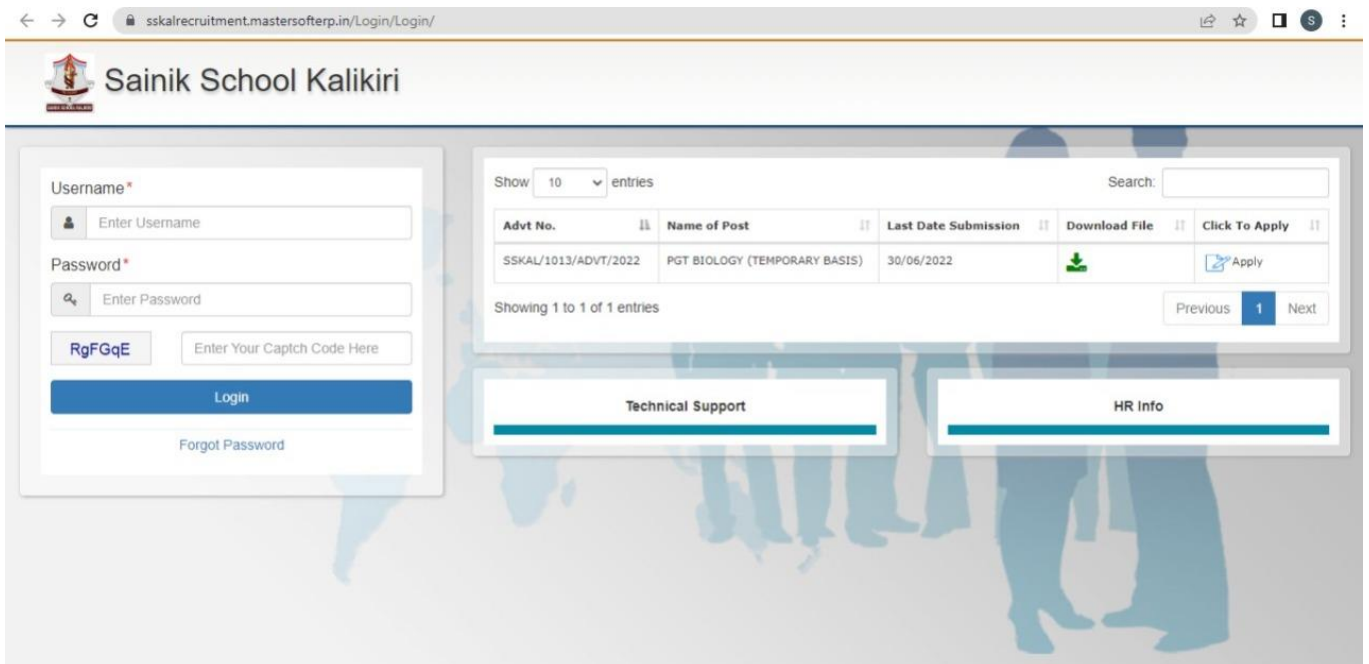 sskalrecruitment.mastersofterp.in/Login/Login/
S
Sainik School Kalikiri
Username*
Enter Username
Password*
Enter Password
RgFGqE
Enter Your Captch Code Here
Login
Forgot Password
Show 10 entries
Search:
Advt No. Name of Post Last Date Submission Download File Click To Apply
SSKAL/1013/ADVT/2022 PGT BIOLOGY (TEMPORARY BASIS) 30/06/2022 Apply
Showing 1 to 1 of 1 entries
Previous 1 Next
Technical Support
HR Info